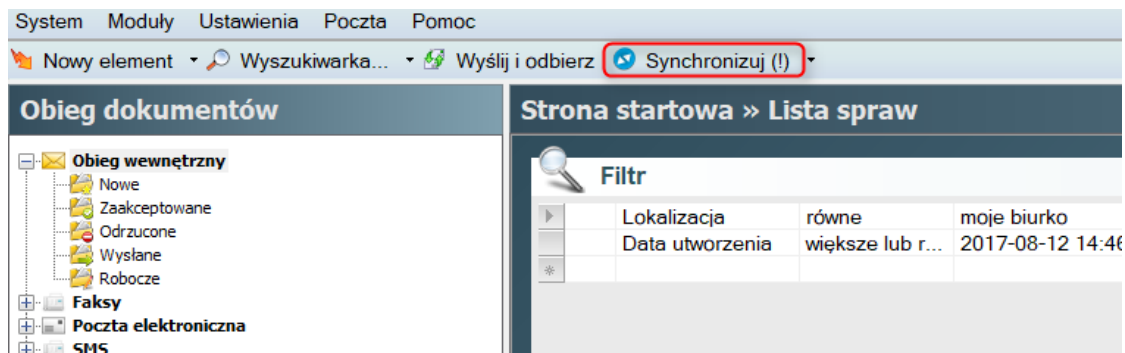 System Moduły Ustawienia Poczta Pomoc
Nowy element Wyszukiwarka... Wyślij i odbierz Synchronizuj (!)
Obieg dokumentów
Strona startowa » Lista spraw
Obieg wewnętrzny
Nowe
Zaakceptowane
Odrzucone
Wysłane
Robocze
Faksy
Poczta elektroniczna
SMS
Filtr
Lokalizacja równe moje biurko
Data utworzenia większe lub r... 2017-08-12 14:46